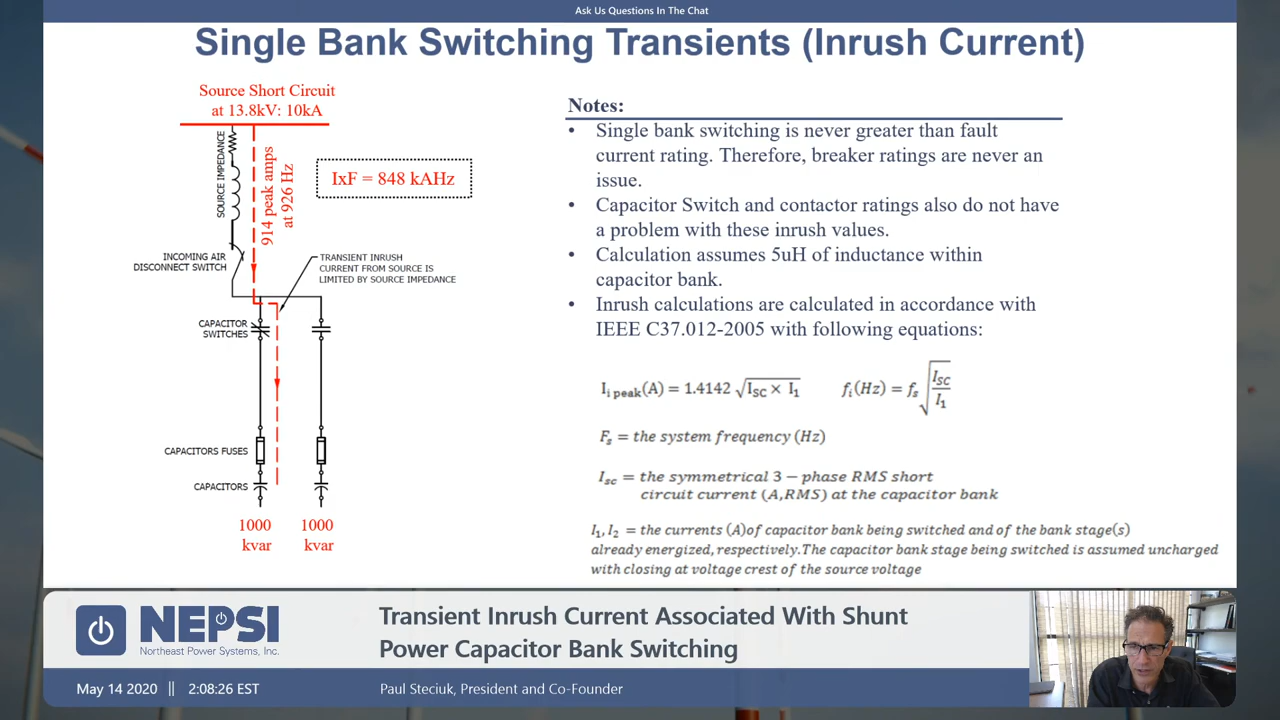 Ask Us Questions In The Chat
Single Bank Switching Transients (Inrush Current)
Source Short Circuit
at 13.8kV: 10kA
SOURCE IMPEDANCE
914 peak amps
at 926 Hz
IxF = 848 kAHz
INCOMING AIR
DISCONNECT SWITCH
TRANSIENT INRUSH
CURRENT FROM SOURCE IS
LIMITED BY SOURCE IMPEDANCE
CAPACITOR
SWITCHES
CAPACITORS FUSES
CAPACITORS
1000
kvar
1000
kvar
Notes:
• Single bank switching is never greater than fault
current rating. Therefore, breaker ratings are never an
issue.
• Capacitor Switch and contactor ratings also do not have
a problem with these inrush values.
• Calculation assumes 5uH of inductance within
capacitor bank.
• Inrush calculations are calculated in accordance with
IEEE C37.012-2005 with following equations:
I_{i peak}(A) = 1.4142 √(I_{SC} × I_1) f_i(Hz) = f_s √(I_{SC}/I_1)
F_s = the system frequency (Hz)
I_{sc} = the symmetrical 3 − phase RMS short
circuit current (A,RMS) at the capacitor bank
I_1, I_2 = the currents (A)of capacitor bank being switched and of the bank stage(s)
already energized, respectively.The capacitor bank stage being switched is assumed uncharged
with closing at voltage crest of the source voltage
NEPSI
Northeast Power Systems, Inc.
Transient Inrush Current Associated With Shunt
Power Capacitor Bank Switching
May 14 2020 || 2:08:26 EST
Paul Steciuk, President and Co-Founder